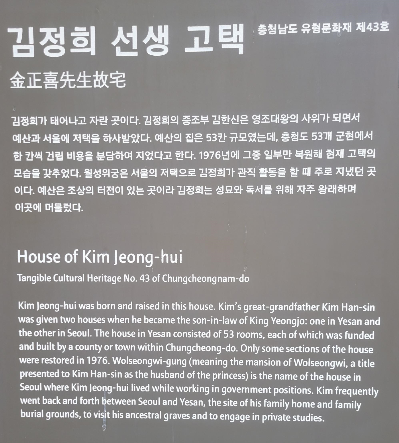 김정희 선생 고택 충청남도 유형문화재 제43호
金正喜先生故宅
김정희가 태어나고 자란 곳이다. 김정희의 증조부 김한신은 영조대왕의 사위가 되면서
예산과 서울에 저택을 하사받았다. 예산의 집은 53칸 규모였는데, 충청도 53개 군현에서
한 칸씩 건립 비용을 분담하여 지었다고 한다. 1976년에 그중 일부만 복원해 현재 고택의
모습을 갖추었다. 월성위궁은 서울의 저택으로 김정희가 관직 활동을 할 때 주로 지냈던 곳
이다. 예산은 조상의 터전이 있는 곳이라 김정희는 성묘와 독서를 위해 자주 왕래하며
이곳에 머물렀다.
House of Kim Jeong-hui
Tangible Cultural Heritage No. 43 of Chungcheongnam-do
Kim Jeong-hui was born and raised in this house. Kim's great-grandfather Kim Han-sin
was given two houses when he became the son-in-law of King Yeongjo: one in Yesan and
the other in Seoul. The house in Yesan consisted of 53 rooms, each of which was funded
and built by a county or town within Chungcheong-do. Only some sections of the house
were restored in 1976. Wolseongwi-gung (meaning the mansion of Wolseongwi, a title
presented to Kim Han-sin as the husband of the princess) is the name of the house in
Seoul where Kim Jeong-hui lived while working in government positions. Kim frequently
went back and forth between Seoul and Yesan, the site of his family home and family
burial grounds, to visit his ancestral graves and to engage in private studies.